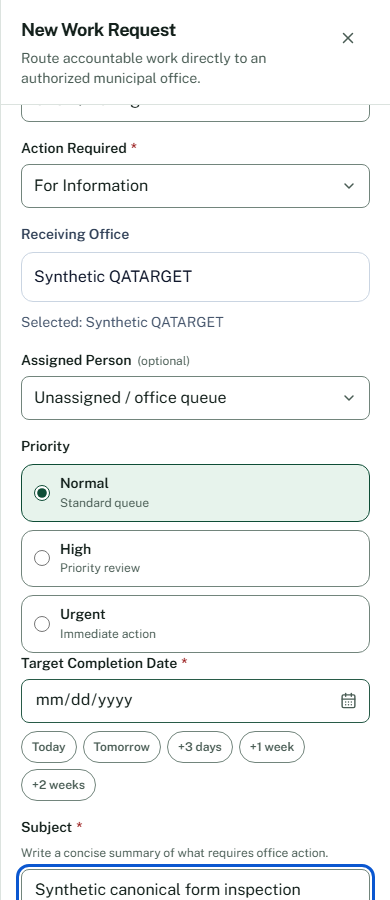 New Work Request
Route accountable work directly to an
authorized municipal office.
Action Required *
For Information
Receiving Office
Synthetic QATARGET
Selected: Synthetic QATARGET
Assigned Person (optional)
Unassigned / office queue
Priority
Normal
Standard queue
High
Priority review
Urgent
Immediate action
Target Completion Date *
mm/dd/yyyy
Today Tomorrow +3 days +1 week
+2 weeks
Subject *
Write a concise summary of what requires office action.
Synthetic canonical form inspection